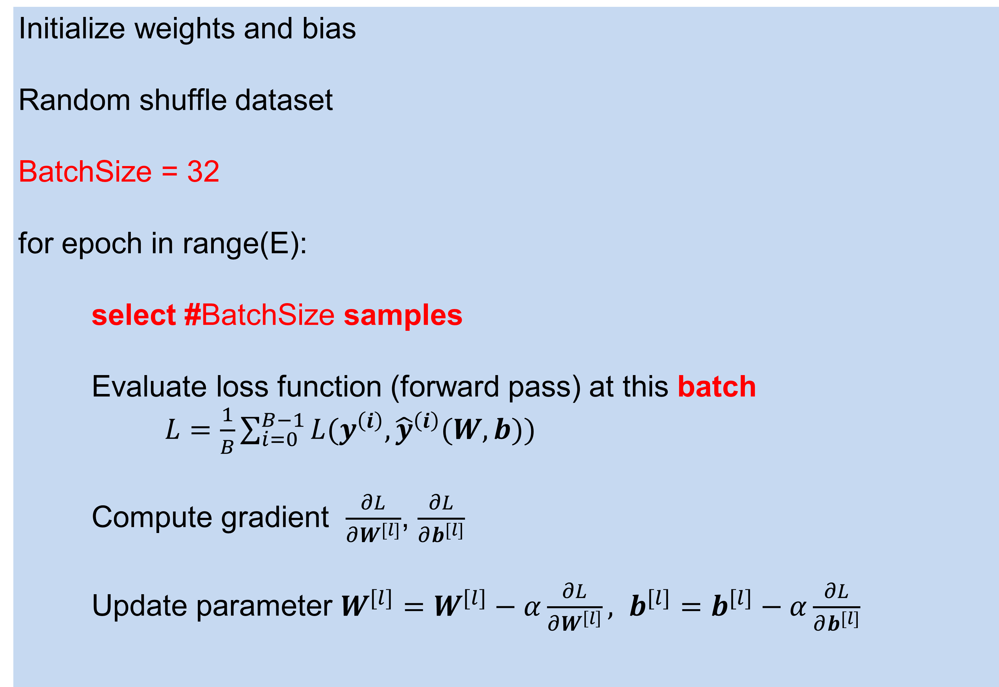 Initialize weights and bias
Random shuffle dataset
BatchSize = 32
for epoch in range(E):
select #BatchSize samples
Evaluate loss function (forward pass) at this batch
$L = \frac{1}{B}\sum_{i=0}^{B-1} L(\boldsymbol{y}^{(i)}, \hat{\boldsymbol{y}}^{(i)}(\boldsymbol{W}, \boldsymbol{b}))$
Compute gradient $\frac{\partial L}{\partial \boldsymbol{W}^{[l]}}, \frac{\partial L}{\partial \boldsymbol{b}^{[l]}}$
Update parameter $\boldsymbol{W}^{[l]} = \boldsymbol{W}^{[l]} - \alpha \frac{\partial L}{\partial \boldsymbol{W}^{[l]}}, \boldsymbol{b}^{[l]} = \boldsymbol{b}^{[l]} - \alpha \frac{\partial L}{\partial \boldsymbol{b}^{[l]}}$